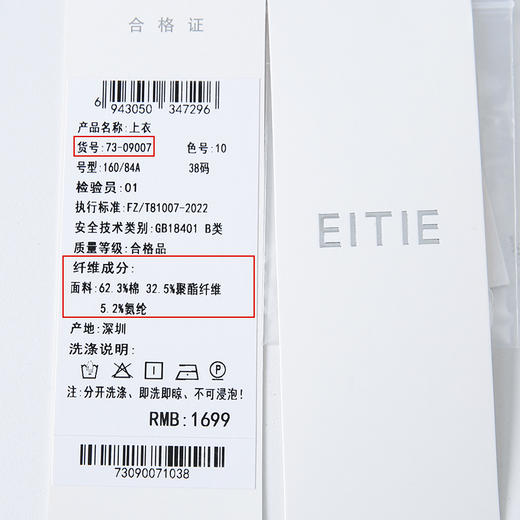 合格证
6 943050 347296
产品名称:上衣
货号:73-09007 色号:10
号型:160/84A 38码
检验员:01
执行标准:FZ/T81007-2022
安全技术类别:GB18401 B类
质量等级:合格品
纤维成分:
面料:62.3%棉 32.5%聚酯纤维
5.2%氨纶
产地:深圳
洗涤说明:
P
注:分开洗涤、即洗即晾、不可浸泡!
RMB:1699
73090071038
EITIE